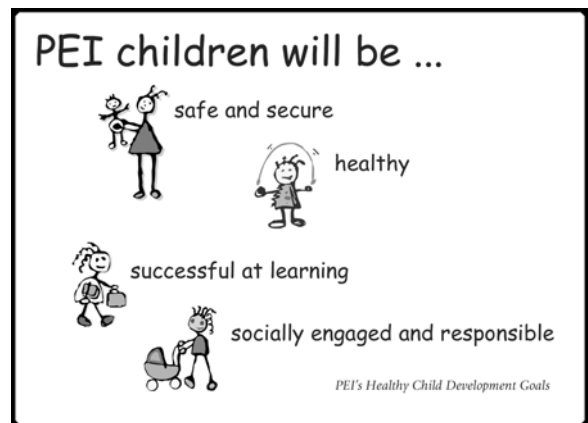 PEI children will be ...
safe and secure
healthy
successful at learning
socially engaged and responsible
PEI's Healthy Child Development Goals